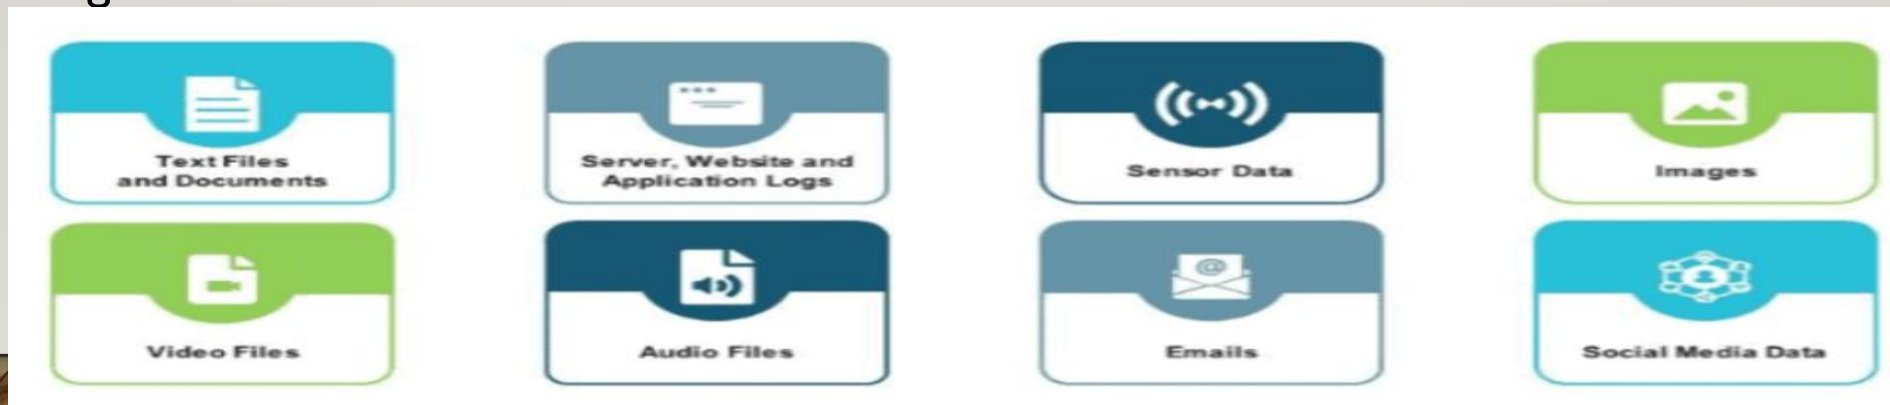 Text Files
and Documents
Server, Website and
Application Logs
Sensor Data
Images
Video Files
Audio Files
Emails
Social Media Data